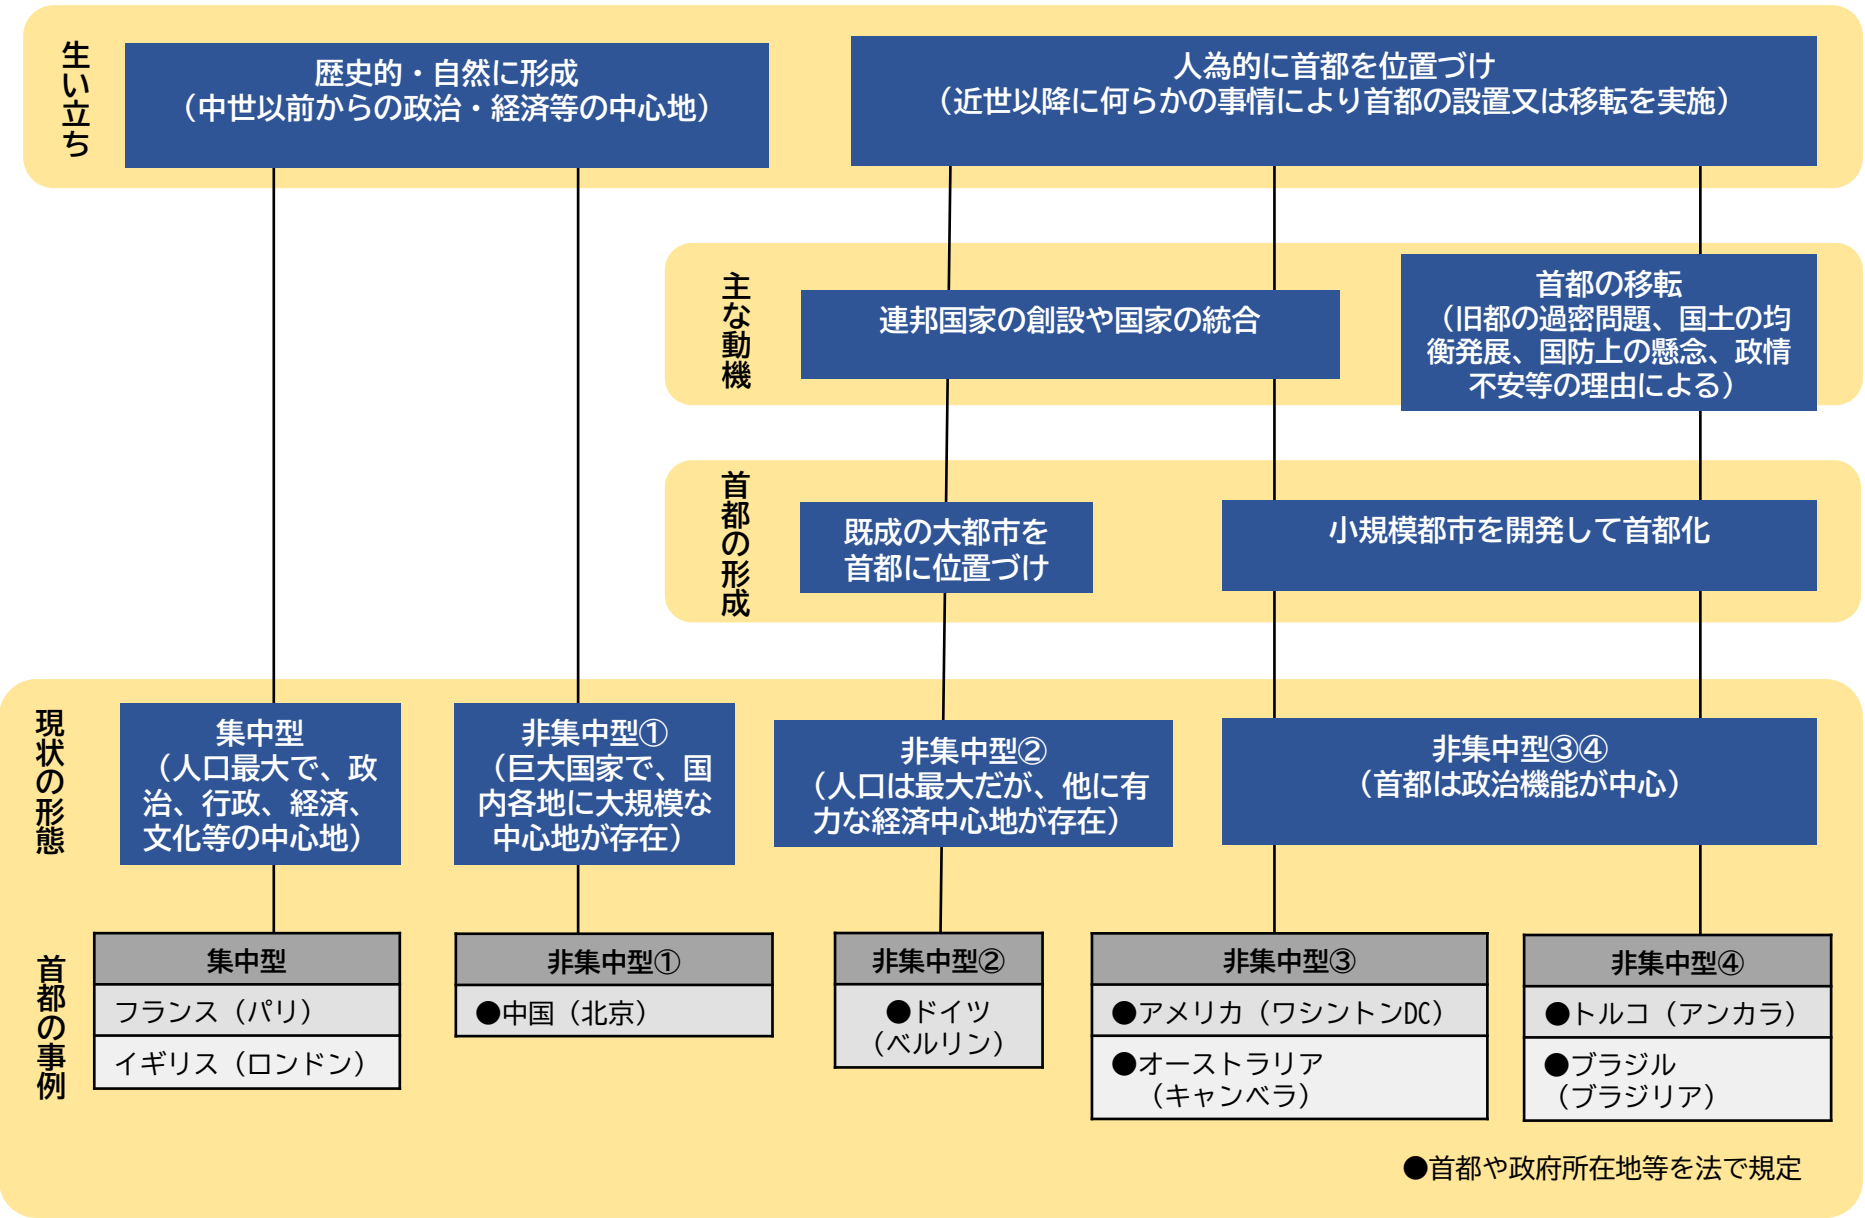 生い立ち
歴史的・自然に形成
（中世以前からの政治・経済等の中心地）
人為的に首都を位置づけ
（近世以降に何らかの事情により首都の設置又は移転を実施）
主な動機
連邦国家の創設や国家の統合
首都の移転
（旧都の過密問題、国土の均
衡発展、国防上の懸念、政情
不安等の理由による）
首都の形成
既成の大都市を
首都に位置づけ
小規模都市を開発して首都化
現状の形態
集中型
（人口最大で、政
治、行政、経済、
文化等の中心地）
非集中型①
（巨大国家で、国
内各地に大規模な
中心地が存在）
非集中型②
（人口は最大だが、他に有
力な経済中心地が存在）
非集中型③④
（首都は政治機能が中心）
首都の事例
集中型
フランス（パリ）
イギリス（ロンドン）
非集中型①
●中国（北京）
非集中型②
●ドイツ
（ベルリン）
非集中型③
●アメリカ（ワシントンDC）
●オーストラリア
（キャンベラ）
非集中型④
●トルコ（アンカラ）
●ブラジル
（ブラジリア）
●首都や政府所在地等を法で規定